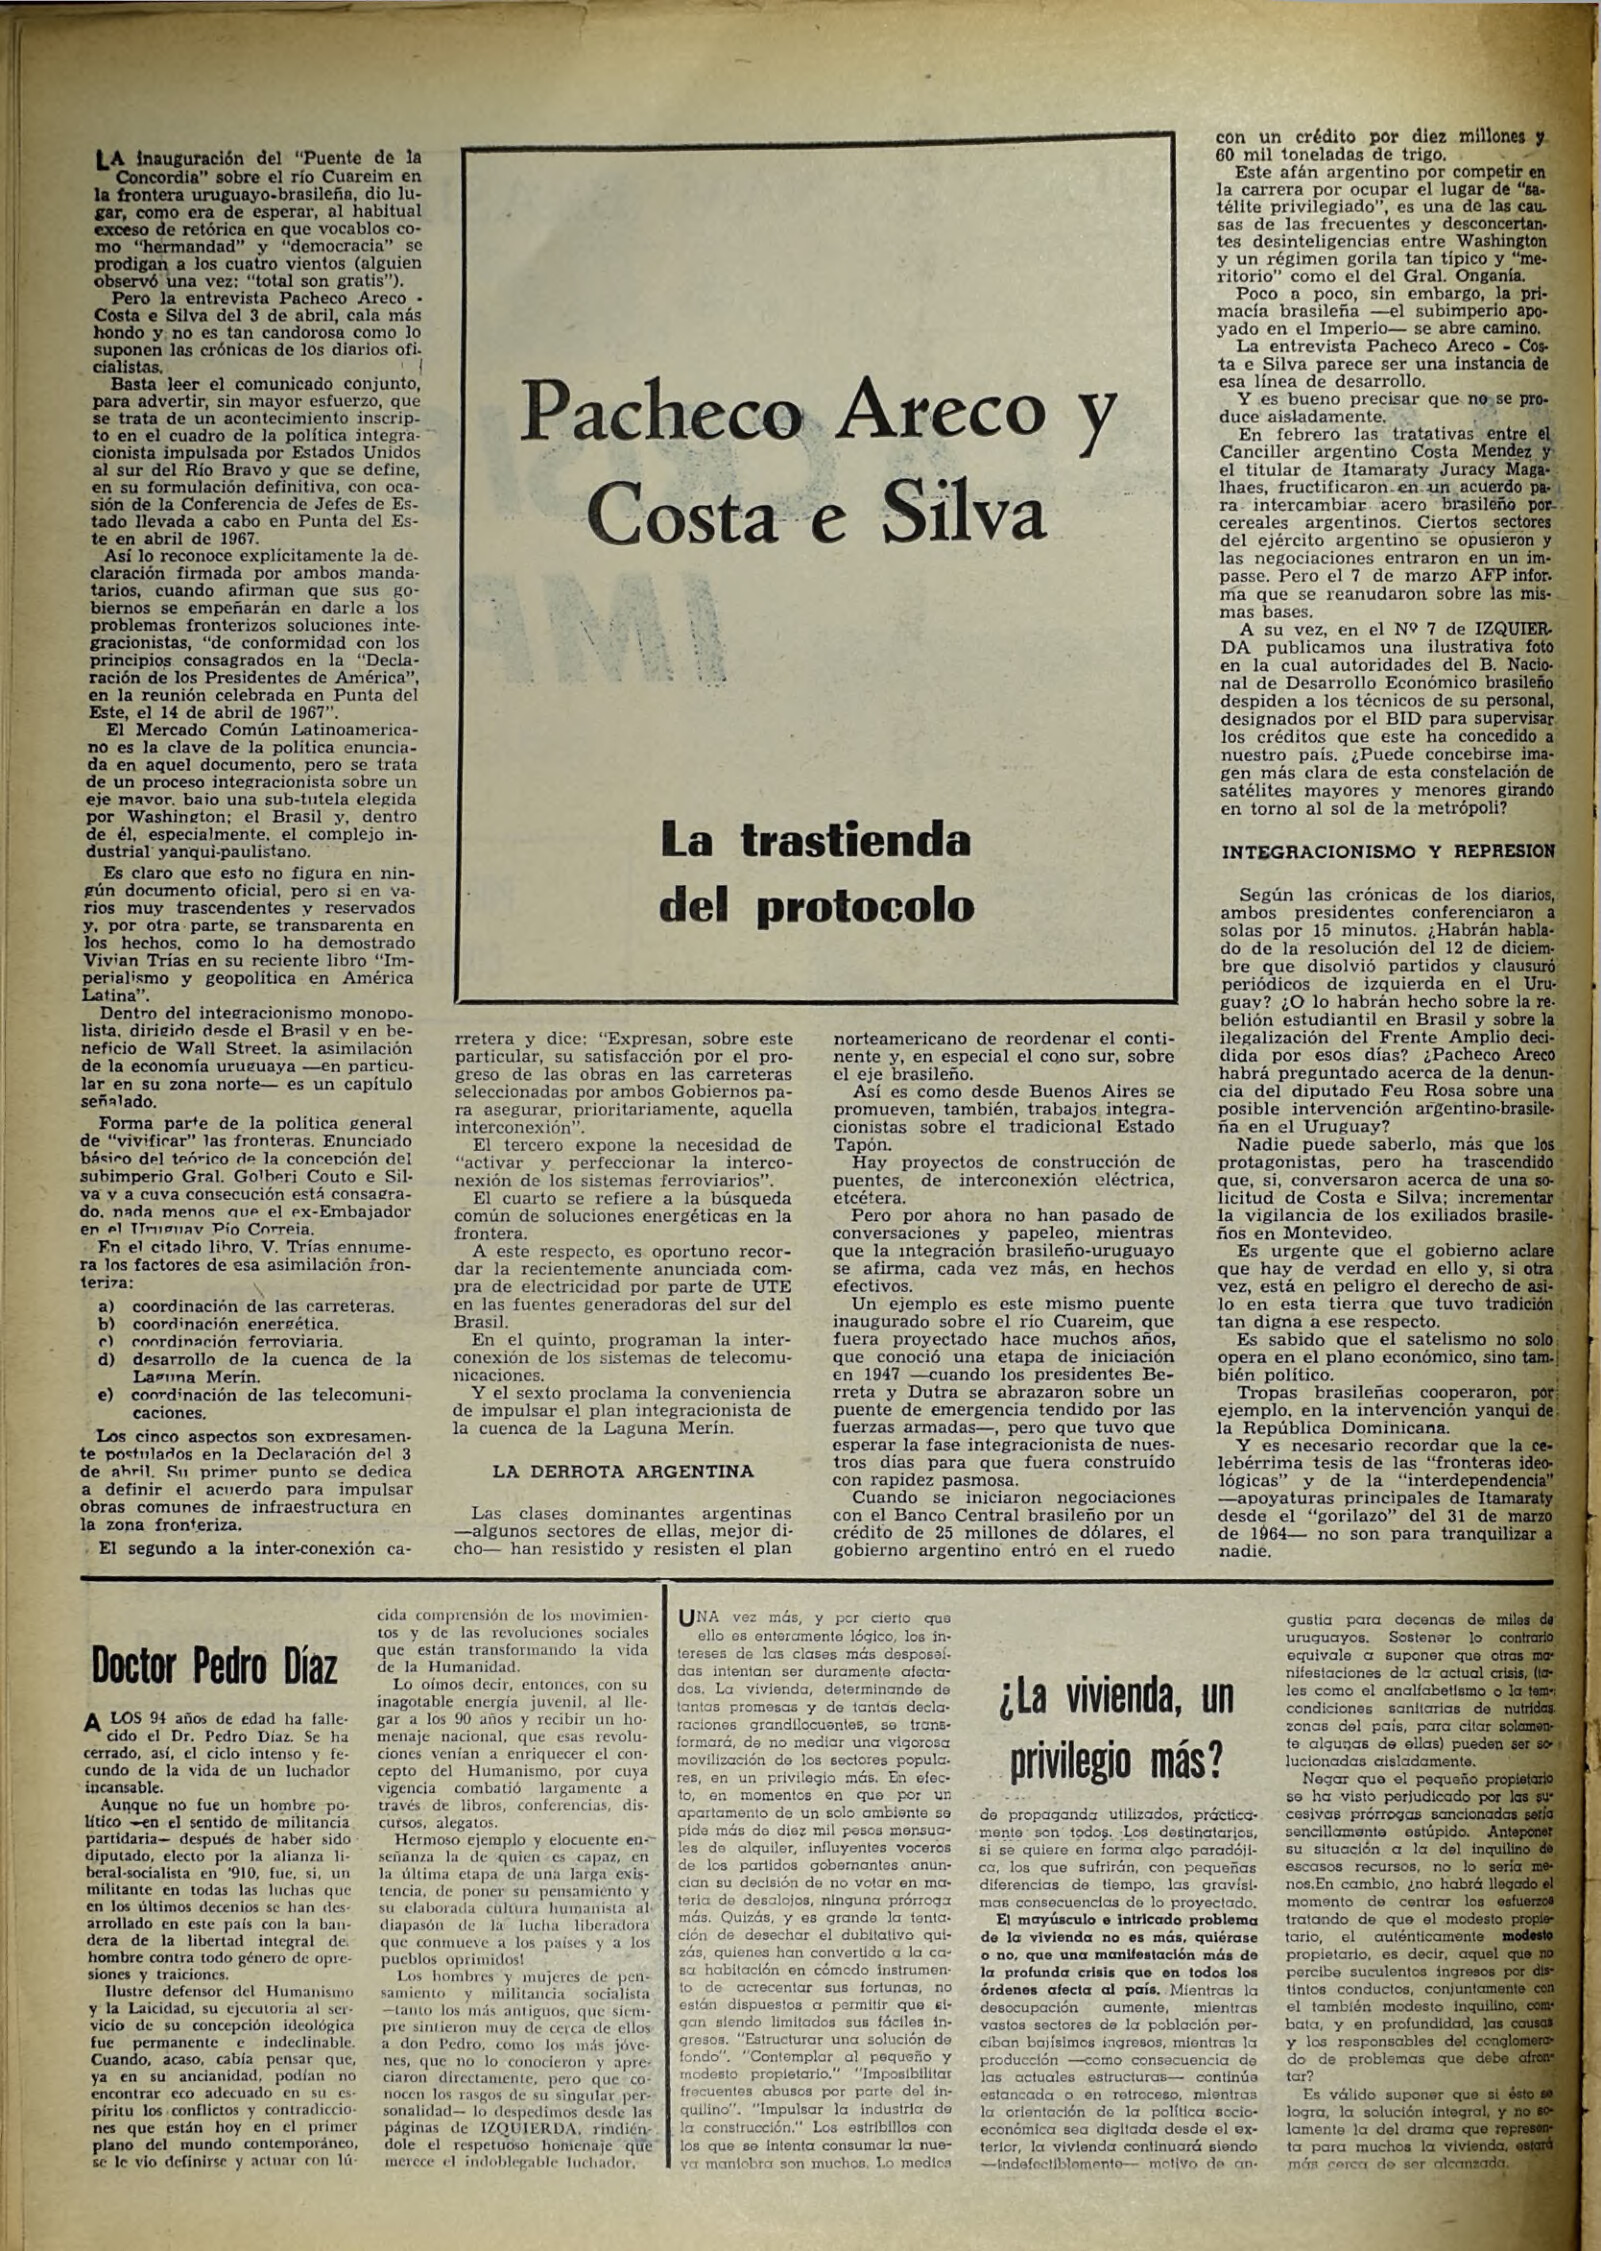 Pacheco Areco y
Costa e Silva
La trastienda
del protocolo
LA inauguración del "Puente de la
Concordia" sobre el río Cuareim en
la frontera uruguayo-brasileña, dio lu-
gar, como era de esperar, al habitual
exceso de retórica en que vocablos co-
mo "hermandad" y "democracia" se
prodigan a los cuatro vientos (alguien
observó una vez: "total son gratis").
Pero la entrevista Pacheco Areco -
Costa e Silva del 3 de abril, cala más
hondo y no es tan candorosa como lo
suponen las crónicas de los diarios ofi-
cialistas.
Basta leer el comunicado conjunto,
para advertir, sin mayor esfuerzo, que
se trata de un acontecimiento inscrip-
to en el cuadro de la política integra-
cionista impulsada por Estados Unidos
al sur del Río Bravo y que se define,
en su formulación definitiva, con oca-
sión de la Conferencia de Jefes de Es-
tado llevada a cabo en Punta del Es-
te en abril de 1967.
Así lo reconoce explícitamente la de-
claración firmada por ambos manda-
tarios, cuando afirman que sus go-
biernos se empeñarán en darle a los
problemas fronterizos soluciones inte-
gracionistas, "de conformidad con los
principios consagrados en la "Decla-
ración de los Presidentes de América",
en la reunión celebrada en Punta del
Este, el 14 de abril de 1967".
El Mercado Común Latinoamerica-
no es la clave de la política enuncia-
da en aquel documento, pero se trata
de un proceso integracionista sobre un
eje mayor, bajo una sub-tutela elegida
por Washington; el Brasil y, dentro
de él, especialmente, el complejo in-
dustrial yanqui-paulistano.
Es claro que esto no figura en nin-
gún documento oficial, pero si en va-
rios muy trascendentes y reservados
y, por otra parte, se transparenta en
los hechos, como lo ha demostrado
Vivian Trías en su reciente libro "Im-
perialismo y geopolítica en América
Latina".
Dentro del integracionismo monopo-
lista, dirigido desde el Brasil y en be-
neficio de Wall Street, la asimilación
de la economía uruguaya —en particu-
lar en su zona norte— es un capítulo
señalado.
Forma parte de la política general
de "vivificar" las fronteras. Enunciado
básico del teórico de la concepción del
subimperio Gral. Golberi Couto e Sil-
va y a cuya consecución está consagra-
do, nada menos que el ex-Embajador
en el Uruguay Pío Correia.
En el citado libro, V. Trías ennume-
ra los factores de esa asimilación fron-
teriza:
a) coordinación de las carreteras.
b) coordinación energética.
c) coordinación ferroviaria.
d) desarrollo de la cuenca de la
Laguna Merín.
e) coordinación de las telecomuni-
caciones.
Los cinco aspectos son expresamen-
te postulados en la Declaración del 3
de abril. Su primer punto se dedica
a definir el acuerdo para impulsar
obras comunes de infraestructura en
la zona fronteriza.
El segundo a la inter-conexión ca-
rretera y dice: "Expresan, sobre este
particular, su satisfacción por el pro-
greso de las obras en las carreteras
seleccionadas por ambos Gobiernos pa-
ra asegurar, prioritariamente, aquella
interconexión".
El tercero expone la necesidad de
"activar y perfeccionar la interco-
nexión de los sistemas ferroviarios".
El cuarto se refiere a la búsqueda
común de soluciones energéticas en la
frontera.
A este respecto, es oportuno recor-
dar la recientemente anunciada com-
pra de electricidad por parte de UTE
en las fuentes generadoras del sur del
Brasil.
En el quinto, programan la inter-
conexión de los sistemas de telecomu-
nicaciones.
Y el sexto proclama la conveniencia
de impulsar el plan integracionista de
la cuenca de la Laguna Merín.
LA DERROTA ARGENTINA
Las clases dominantes argentinas
—algunos sectores de ellas, mejor di-
cho— han resistido y resisten el plan
norteamericano de reordenar el conti-
nente y, en especial el cono sur, sobre
el eje brasileño.
Así es como desde Buenos Aires se
promueven, también, trabajos integra-
cionistas sobre el tradicional Estado
Tapón.
Hay proyectos de construcción de
puentes, de interconexión eléctrica,
etcétera.
Pero por ahora no han pasado de
conversaciones y papeleo, mientras
que la integración brasileño-uruguayo
se afirma, cada vez más, en hechos
efectivos.
Un ejemplo es este mismo puente
inaugurado sobre el río Cuareim, que
fuera proyectado hace muchos años,
que conoció una etapa de iniciación
en 1947 —cuando los presidentes Be-
rreta y Dutra se abrazaron sobre un
puente de emergencia tendido por las
fuerzas armadas—, pero que tuvo que
esperar la fase integracionista de nues-
tros días para que fuera construído
con rapidez pasmosa.
Cuando se iniciaron negociaciones
con el Banco Central brasileño por un
crédito de 25 millones de dólares, el
gobierno argentino entró en el ruedo
con un crédito por diez millones y
60 mil toneladas de trigo.
Este afán argentino por competir en
la carrera por ocupar el lugar de "sa-
télite privilegiado", es una de las cau-
sas de las frecuentes y desconcertan-
tes desinteligencias entre Washington
y un régimen gorila tan típico y "me-
ritorio" como el del Gral. Onganía.
Poco a poco, sin embargo, la pri-
macía brasileña —el subimperio apo-
yado en el Imperio— se abre camino.
La entrevista Pacheco Areco - Cos-
ta e Silva parece ser una instancia de
esa línea de desarrollo.
Y es bueno precisar que no se pro-
duce aisladamente.
En febrero las tratativas entre el
Canciller argentino Costa Mendez y
el titular de Itamaraty Juracy Maga-
lhaes, fructificaron en un acuerdo pa-
ra intercambiar acero brasileño por
cereales argentinos. Ciertos sectores
del ejército argentino se opusieron y
las negociaciones entraron en un im-
passe. Pero el 7 de marzo AFP infor-
ma que se reanudaron sobre las mis-
mas bases.
A su vez, en el Nº 7 de IZQUIER-
DA publicamos una ilustrativa foto
en la cual autoridades del B. Nacio-
nal de Desarrollo Económico brasileño
despiden a los técnicos de su personal,
designados por el BID para supervisar
los créditos que este ha concedido a
nuestro país. ¿Puede concebirse ima-
gen más clara de esta constelación de
satélites mayores y menores girando
en torno al sol de la metrópoli?
INTEGRACIONISMO Y REPRESION
Según las crónicas de los diarios,
ambos presidentes conferenciaron a
solas por 15 minutos. ¿Habrán habla-
do de la resolución del 12 de diciem-
bre que disolvió partidos y clausuró
periódicos de izquierda en el Uru-
guay? ¿O lo habrán hecho sobre la re-
belión estudiantil en Brasil y sobre la
ilegalización del Frente Amplio deci-
dida por esos días? ¿Pacheco Areco
habrá preguntado acerca de la denun-
cia del diputado Feu Rosa sobre una
posible intervención argentino-brasile-
ña en el Uruguay?
Nadie puede saberlo, más que los
protagonistas, pero ha trascendido
que, si, conversaron acerca de una so-
licitud de Costa e Silva; incrementar
la vigilancia de los exiliados brasile-
ños en Montevideo.
Es urgente que el gobierno aclare
que hay de verdad en ello y, si otra
vez, está en peligro el derecho de asi-
lo en esta tierra que tuvo tradición
tan digna a ese respecto.
Es sabido que el satelismo no solo
opera en el plano económico, sino tam-
bién político.
Tropas brasileñas cooperaron, por
ejemplo, en la intervención yanqui de
la República Dominicana.
Y es necesario recordar que la ce-
lebérrima tesis de las "fronteras ideo-
lógicas" y de la "interdependencia"
—apoyaturas principales de Itamaraty
desde el "gorilazo" del 31 de marzo
de 1964— no son para tranquilizar a
nadie.
Doctor Pedro Díaz
A LOS 94 años de edad ha falle-
cido el Dr. Pedro Díaz. Se ha
cerrado, así, el ciclo intenso y fe-
cundo de la vida de un luchador
incansable.
Aunque no fue un hombre po-
lítico —en el sentido de militancia
partidaria— después de haber sido
diputado, electo por la alianza li-
beral-socialista en '910, fue, si, un
militante en todas las luchas que
en los últimos decenios se han des-
arrollado en este país con la ban-
dera de la libertad integral de
hombre contra todo género de opre-
siones y traiciones.
Ilustre defensor del Humanismo
y la Laicidad, su ejecutoria al ser-
vicio de su concepción ideológica
fue permanente e indeclinable.
Cuando, acaso, cabía pensar que,
ya en su ancianidad, podían no
encontrar eco adecuado en su es-
píritu los conflictos y contradiccio-
nes que están hoy en el primer
plano del mundo contemporáneo,
se le vio definirse y actuar con lú-
cida comprensión de los movimien-
tos y de las revoluciones sociales
que están transformando la vida
de la Humanidad.
Lo oímos decir, entonces, con su
inagotable energía juvenil, al lle-
gar a los 90 años y recibir un ho-
menaje nacional, que esas revolu-
ciones venían a enriquecer el con-
cepto del Humanismo, por cuya
vigencia combatió largamente a
través de libros, conferencias, dis-
cursos, alegatos.
Hermoso ejemplo y elocuente en-
señanza la de quien es capaz, en
la última etapa de una larga exis-
tencia, de poner su pensamiento y
su elaborada cultura humanista al
diapasón de la lucha liberadora
que conmueve a los países y a los
pueblos oprimidos!
Los hombres y mujeres de pen-
samiento y militancia socialista
—tanto los más antiguos, que siem-
pre sintieron muy de cerca de ellos
a don Pedro, como los más jóve-
nes, que no lo conocieron y apre-
ciaron directamente, pero que co-
nocen los rasgos de su singular per-
sonalidad— lo despedimos desde las
páginas de IZQUIERDA, rindién-
dole el respetuoso homenaje que
merece el indoblegable luchador.
¿La vivienda, un
privilegio más?
UNA vez más, y por cierto que
ello es enteramente lógico, los in-
tereses de las clases más desposeí-
das intentan ser duramente afecta-
dos. La vivienda, determinando de
tantas promesas y de tantas decla-
raciones grandilocuentes, se trans-
formará, de no mediar una vigorosa
movilización de los sectores popula-
res, en un privilegio más. En efec-
to, en momentos en que por un
apartamento de un solo ambiente se
pide más de diez mil pesos mensua-
les de alquiler, influyentes voceros
de los partidos gobernantes anun-
cian su decisión de no votar en ma-
teria de desalojos, ninguna prórroga
más. Quizás, y es grande la tenta-
ción de desechar el dubitativo qui-
zás, quienes han convertido a la ca-
sa habitación en cómodo instrumen-
to de acrecentar sus fortunas, no
están dispuestos a permitir que si-
gan siendo limitados sus fáciles in-
gresos. "Estructurar una solución de
fondo". "Contemplar al pequeño y
modesto propietario." "Imposibilitar
frecuentes abusos por parte del in-
quilino". "Impulsar la industria de
la construcción." Los estribillos con
los que se intenta consumar la nue-
va maniobra son muchos. Lo medios
de propaganda utilizados, práctica-
mente son todos. Los destinatarios,
si se quiere en forma algo paradóji-
ca, los que sufrirán, con pequeñas
diferencias de tiempo, las gravísi-
mas consecuencias de lo proyectado.
El mayúsculo e intricado problema
de la vivienda no es más, quiérase
o no, que una manifestación más de
la profunda crisis que en todos los
órdenes afecta al país. Mientras la
desocupación aumente, mientras
vastos sectores de la población per-
ciban bajísimos ingresos, mientras la
producción —como consecuencia de
las actuales estructuras— continúe
estancada o en retroceso, mientras
la orientación de la política socio-
económica sea digitada desde el ex-
terior, la vivienda continuará siendo
—indefectiblemente— motivo de an-
gustia para decenas de miles de
uruguayos. Sostener lo contrario
equivale a suponer que otras ma-
nifestaciones de la actual crisis, (ta-
les como el analfabetismo o la tem-
condiciones sanitarias de nutridas
zonas del país, para citar solamen-
te algunas de ellas) pueden ser so-
lucionadas aisladamente.
Negar que el pequeño propietario
se ha visto perjudicado por las su-
cesivas prórrogas sancionadas sería
sencillamente estúpido. Anteponer
su situación a la del inquilino de
escasos recursos, no lo sería me-
nos.En cambio, ¿no habrá llegado el
momento de centrar los esfuerzos
tratando de que el modesto propie-
tario, el auténticamente modesto
propietario, es decir, aquel que no
percibe suculentos ingresos por dis-
tintos conductos, conjuntamente con
el también modesto inquilino, com-
bata, y en profundidad, las causas
y los responsables del conglomera-
do de problemas que debe afron-
tar?
Es válido suponer que si ésto se
logra, la solución integral, y no so-
lamente la del drama que represen-
ta para muchos la vivienda, estará
más cerca de ser alcanzada.